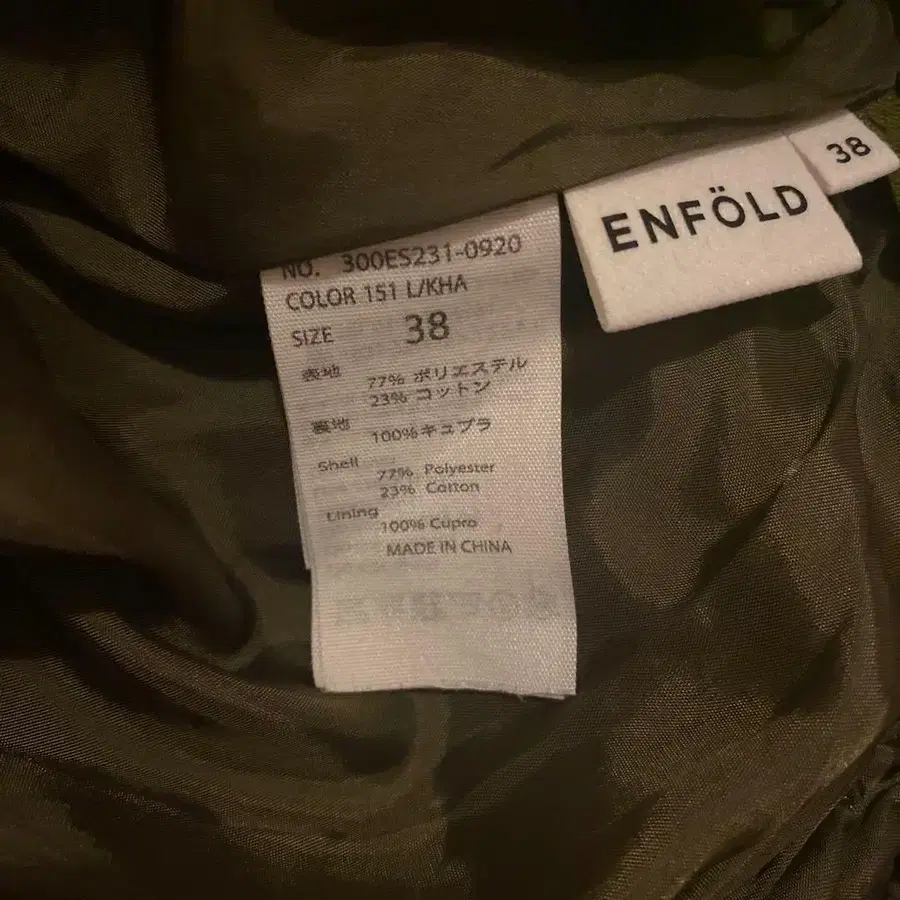 ENFÖLD
38
NO. 300ES231-0920
COLOR 151 L/KHA
SIZE 38
表地 77% ポリエステル
23% コットン
裏地 100%キュプラ
Shell 77% Polyester
23% Cotton
Lining 100% Cupro
MADE IN CHINA